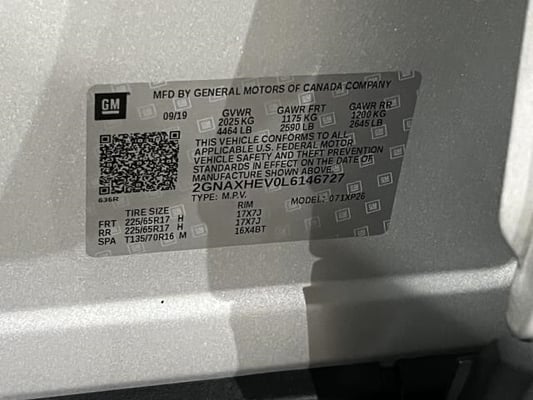 MFD BY GENERAL MOTORS OF CANADA COMPANY
GM
09/19 GVWR GAWR FRT GAWR RR
2025 KG 1175 KG 1200 KG
4464 LB 2590 LB 2645 LB
THIS VEHICLE CONFORMS TO ALL
APPLICABLE U.S. FEDERAL MOTOR
VEHICLE SAFETY AND THEFT PREVENTION
STANDARDS IN EFFECT ON THE DATE OF
MANUFACTURE SHOWN ABOVE.
2GNAXHEV0L6146727
636R TYPE: M.P.V. MODEL: 071XP26
TIRE SIZE RIM
FRT 225/65R17 H 17X7J
RR 225/65R17 H 17X7J
SPA T135/70R16 M 16X4BT